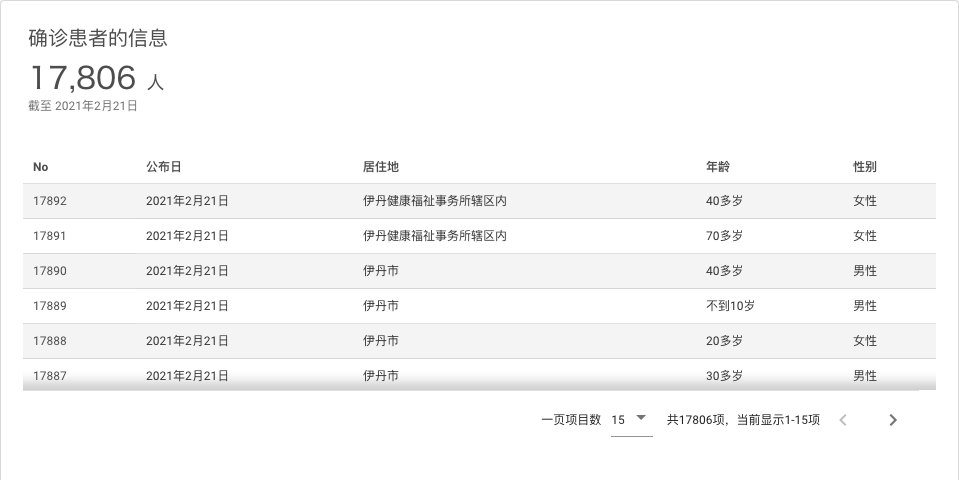 确诊患者的信息
17,806 人
截至 2021年2月21日
No 公布日 居住地 年龄 性别
17892 2021年2月21日 伊丹健康福祉事务所辖区内 40多岁 女性
17891 2021年2月21日 伊丹健康福祉事务所辖区内 70多岁 女性
17890 2021年2月21日 伊丹市 40多岁 男性
17889 2021年2月21日 伊丹市 不到10岁 男性
17888 2021年2月21日 伊丹市 20多岁 女性
17887 2021年2月21日 伊丹市 30多岁 男性
一页项目数 15 共17806项，当前显示1-15项